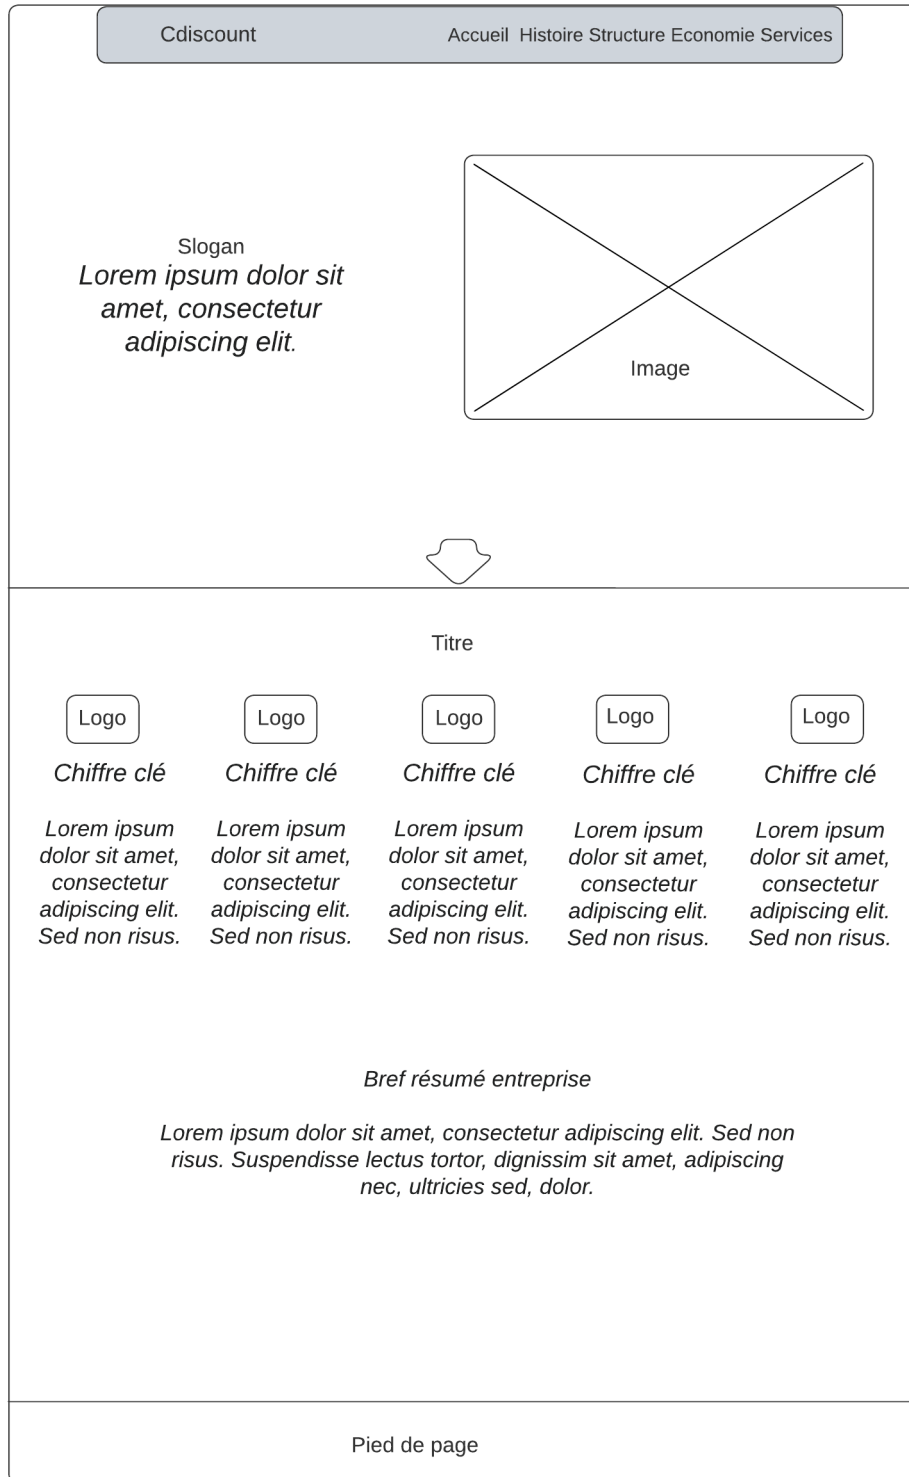 Cdiscount
Accueil Histoire Structure Economie Services
Slogan
Lorem ipsum dolor sit
amet, consectetur
adipiscing elit.
Image
Titre
Logo
Logo
Logo
Logo
Logo
Chiffre clé
Chiffre clé
Chiffre clé
Chiffre clé
Chiffre clé
Lorem ipsum
dolor sit amet,
consectetur
adipiscing elit.
Sed non risus.
Lorem ipsum
dolor sit amet,
consectetur
adipiscing elit.
Sed non risus.
Lorem ipsum
dolor sit amet,
consectetur
adipiscing elit.
Sed non risus.
Lorem ipsum
dolor sit amet,
consectetur
adipiscing elit.
Sed non risus.
Lorem ipsum
dolor sit amet,
consectetur
adipiscing elit.
Sed non risus.
Bref résumé entreprise
Lorem ipsum dolor sit amet, consectetur adipiscing elit. Sed non
risus. Suspendisse lectus tortor, dignissim sit amet, adipiscing
nec, ultricies sed, dolor.
Pied de page